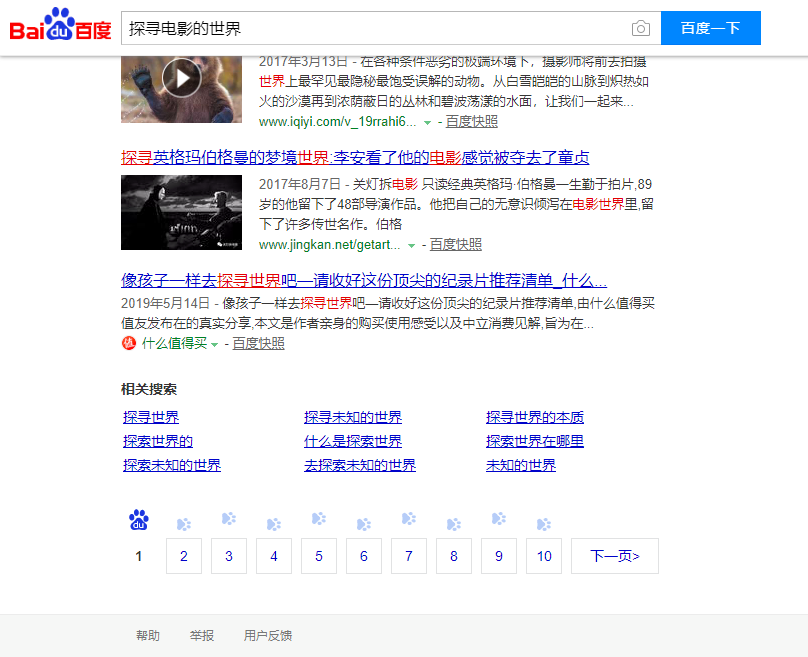 Bai du 百度
探寻电影的世界
百度一下
2017年3月13日 - 在各种条件恶劣的极端环境下，摄影师将前去拍摄
世界上最罕见最隐秘最饱受误解的动物。从白雪皑皑的山脉到炽热如
火的沙漠再到浓荫蔽日的丛林和碧波荡漾的水面，让我们一起来...
www.iqiyi.com/v_19rrahi6... - 百度快照
探寻英格玛伯格曼的梦境世界:李安看了他的电影感觉被夺去了童贞
2017年8月7日 - 关灯拆电影 只读经典英格玛·伯格曼一生勤于拍片,89
岁的他留下了48部导演作品。他把自己的无意识倾泻在电影世界里,留
下了许多传世名作。伯格
www.jingkan.net/getart... - 百度快照
像孩子一样去探寻世界吧—请收好这份顶尖的纪录片推荐清单_什么...
2019年5月14日 - 像孩子一样去探寻世界吧—请收好这份顶尖的纪录片推荐清单,由什么值得买
值友发布在的真实分享,本文是作者亲身的购买使用感受以及中立消费见解,旨为在...
什么值得买 - 百度快照
相关搜索
探寻世界 探寻未知的世界 探寻世界的本质
探索世界的 什么是探索世界 探索世界在哪里
探索未知的世界 去探索未知的世界 未知的世界
du
1 2 3 4 5 6 7 8 9 10 下一页>
帮助 举报 用户反馈